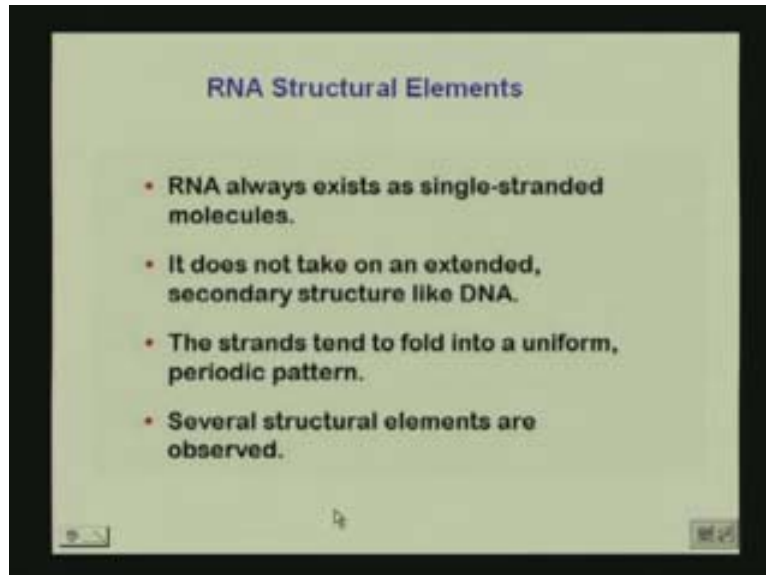 RNA Structural Elements
• RNA always exists as single-stranded
molecules.
• It does not take on an extended,
secondary structure like DNA.
• The strands tend to fold into a uniform,
periodic pattern.
• Several structural elements are
observed.